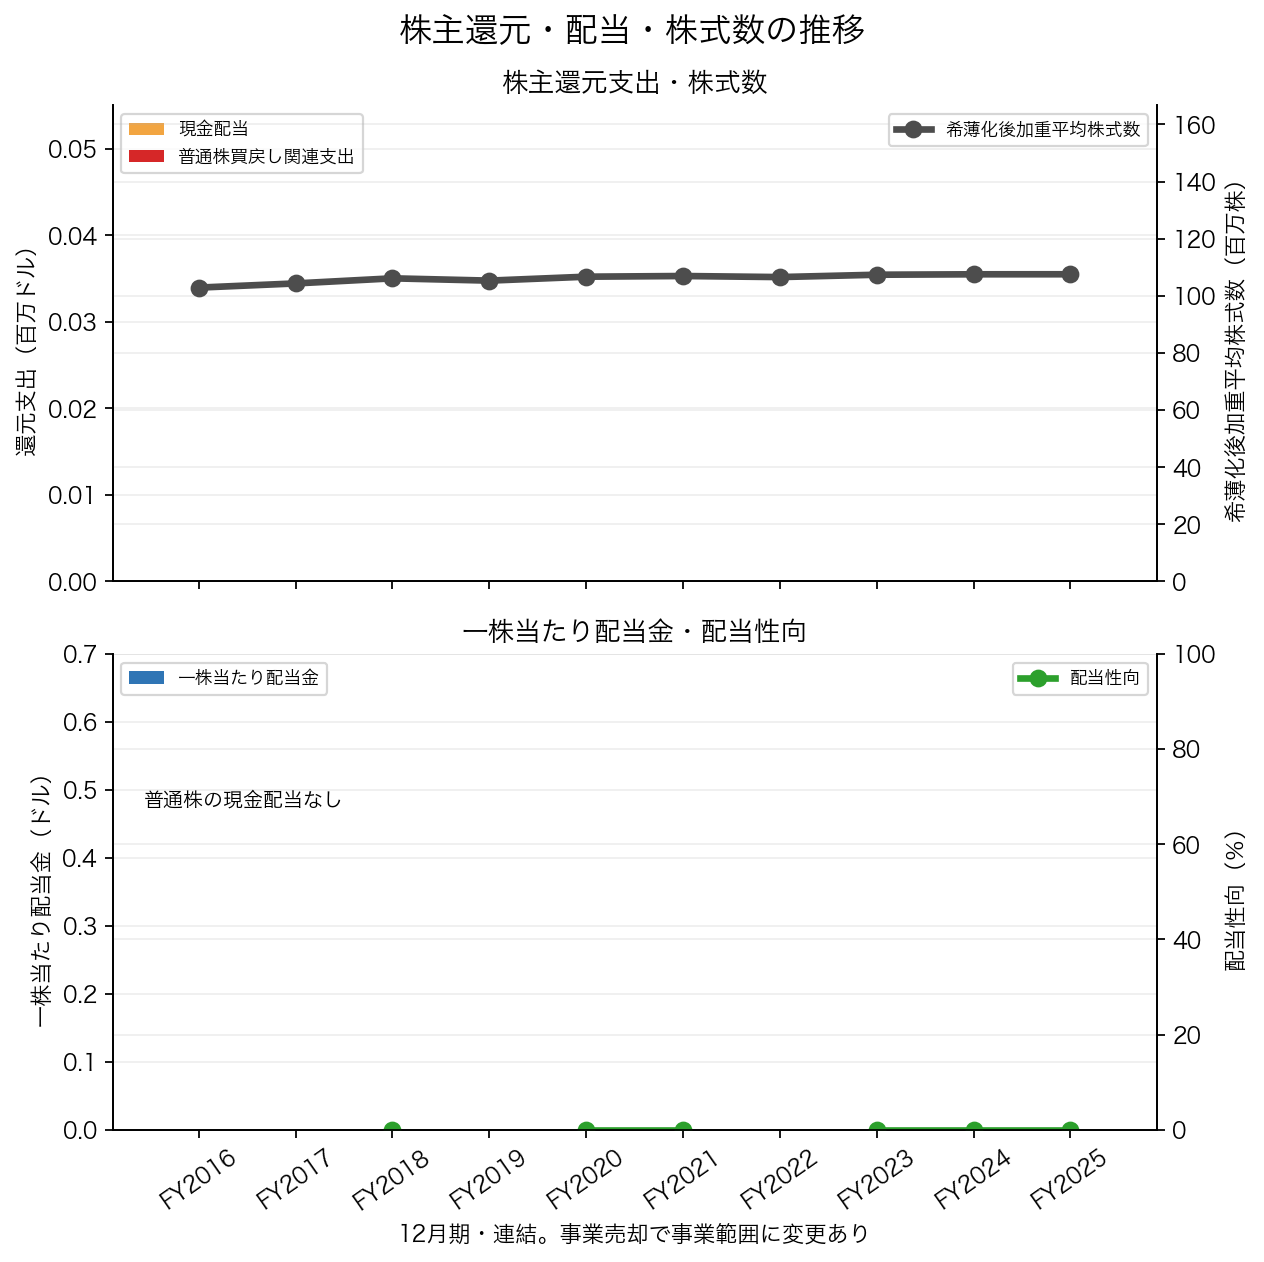 株主還元・配当・株式数の推移
株主還元支出・株式数
現金配当
普通株買戻し関連支出
希薄化後加重平均株式数
還元支出（百万ドル）
0.05
0.04
0.03
0.02
0.01
0.00
160
140
120
100
80
60
40
20
0
希薄化後加重平均株式数（百万株）
一株当たり配当金・配当性向
一株当たり配当金
配当性向
普通株の現金配当なし
一株当たり配当金（ドル）
0.7
0.6
0.5
0.4
0.3
0.2
0.1
0.0
100
80
60
40
20
0
配当性向（%）
FY2016
FY2017
FY2018
FY2019
FY2020
FY2021
FY2022
FY2023
FY2024
FY2025
12月期・連結。事業売却で事業範囲に変更あり